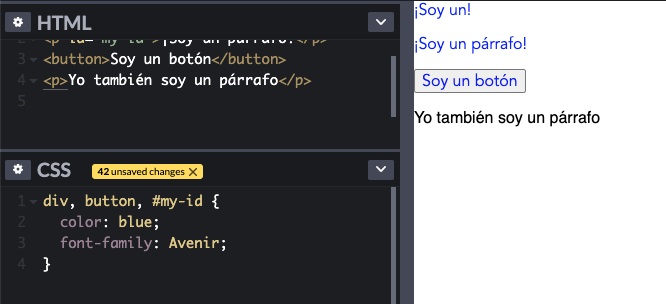 HTML
2 <p id="my-id">¡Soy un párrafo!</p>
3 <button>Soy un botón</button>
4 <p>Yo también soy un párrafo</p>
5
CSS 42 unsaved changes ×
1 div, button, #my-id {
2 color: blue;
3 font-family: Avenir;
4 }
¡Soy un!
¡Soy un párrafo!
Soy un botón
Yo también soy un párrafo